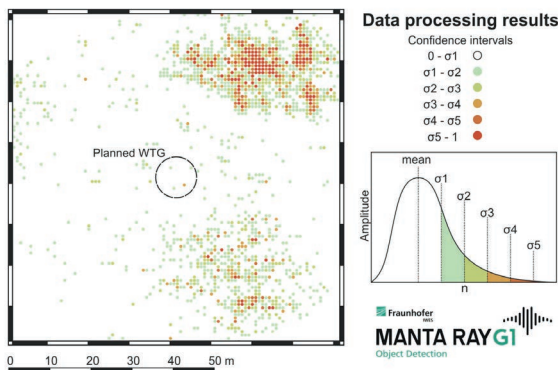 Data processing results
Confidence intervals
0 - σ1
σ1 - σ2
σ2 - σ3
σ3 - σ4
σ4 - σ5
σ5 - 1
Planned WTG
mean
σ1
σ2
σ3
σ4
σ5
Amplitude
n
0 10 20 30 40 50 m
Fraunhofer
IWES
MANTA RAY G1
Object Detection